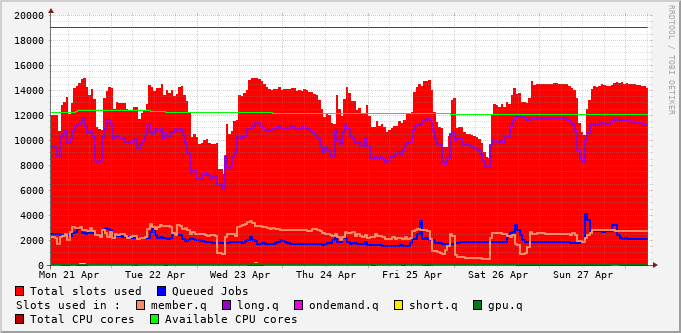 20000
18000
16000
14000
12000
10000
8000
6000
4000
2000
0
Mon 21 Apr Tue 22 Apr Wed 23 Apr Thu 24 Apr Fri 25 Apr Sat 26 Apr Sun 27 Apr
Total slots used Queued Jobs
Slots used in : member.q long.q ondemand.q short.q gpu.q
Total CPU cores Available CPU cores
RRDTOOL / TOBI OETIKER